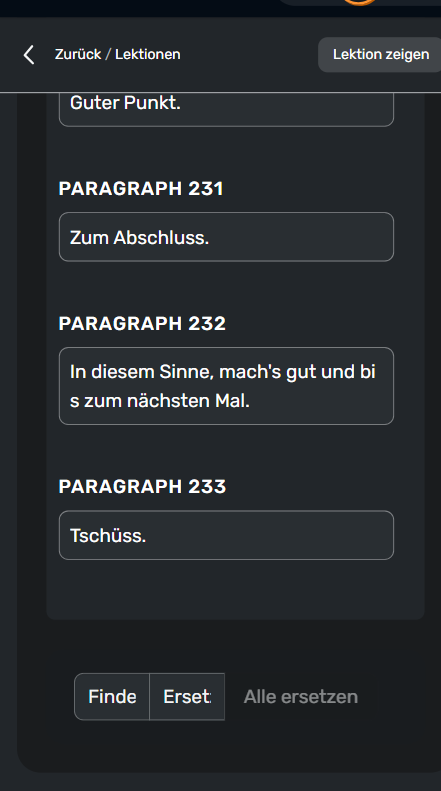 Zurück / Lektionen
Lektion zeigen
Guter Punkt.
PARAGRAPH 231
Zum Abschluss.
PARAGRAPH 232
In diesem Sinne, mach's gut und bi
s zum nächsten Mal.
PARAGRAPH 233
Tschüss.
Finde Erset Alle ersetzen